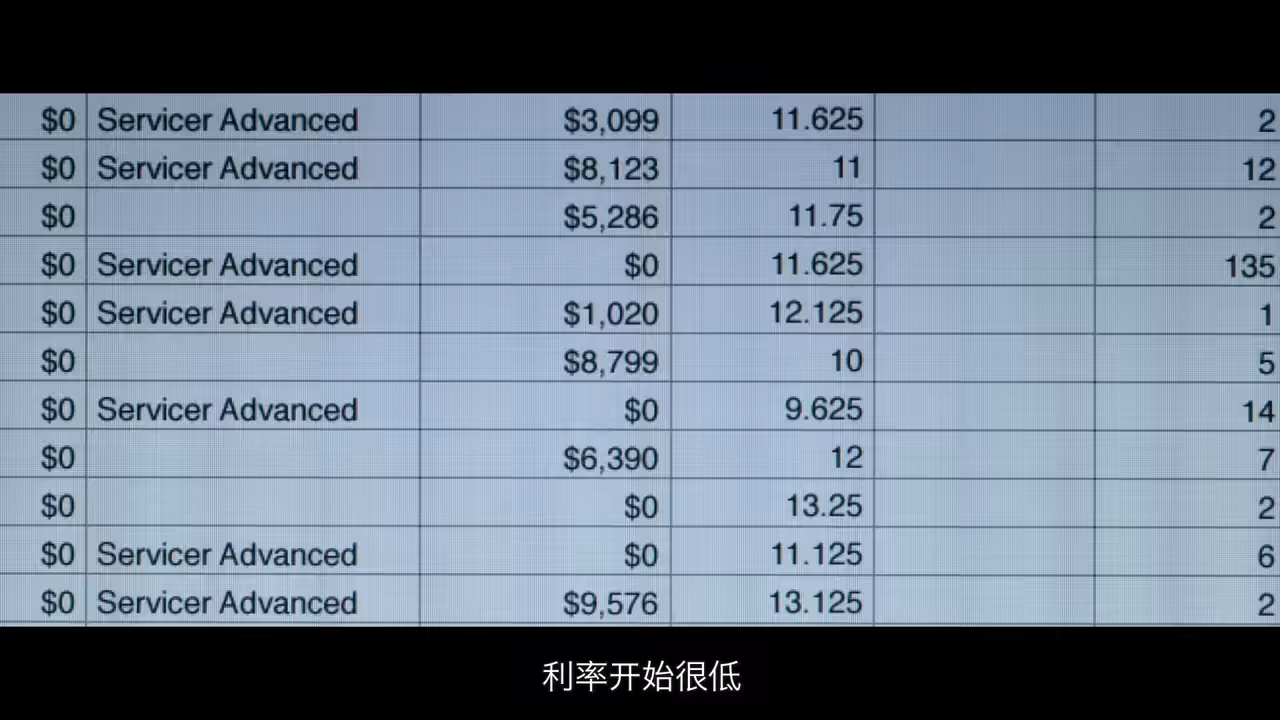 $0 Servicer Advanced $3,099 11.625 2
$0 Servicer Advanced $8,123 11 12
$0 $5,286 11.75 2
$0 Servicer Advanced $0 11.625 135
$0 Servicer Advanced $1,020 12.125 1
$0 $8,799 10 5
$0 Servicer Advanced $0 9.625 14
$0 $6,390 12 7
$0 $0 13.25 2
$0 Servicer Advanced $0 11.125 6
$0 Servicer Advanced $9,576 13.125 2
利率开始很低